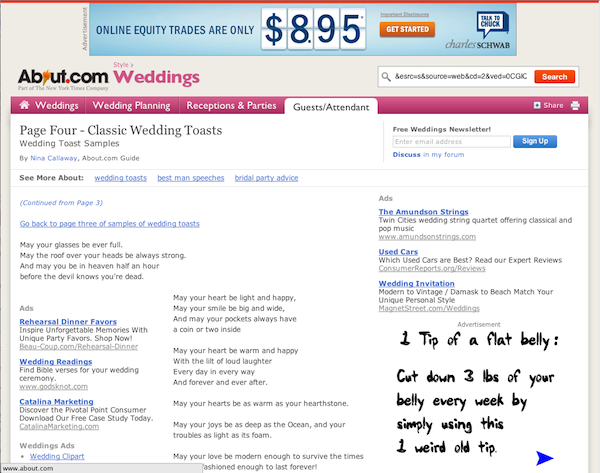 Advertisement
ONLINE EQUITY TRADES ARE ONLY
$8.95*
Important Disclosures
GET STARTED
TALK TO CHUCK
charles SCHWAB
About.com
Part of The New York Times Company
Style >
Weddings
&esrc=s&source=web&cd=2&ved=0CGIC
Search
Weddings
Wedding Planning
Receptions & Parties
Guests/Attendant
Share
Page Four - Classic Wedding Toasts
Wedding Toast Samples
By Nina Callaway, About.com Guide
Free Weddings Newsletter!
Enter email address
Sign Up
Discuss in my forum
See More About:
wedding toasts
best man speeches
bridal party advice
(Continued from Page 3)
Go back to page three of samples of wedding toasts
May your glasses be ever full.
May the roof over your heads be always strong.
And may you be in heaven half an hour
before the devil knows you're dead.
Ads
Rehearsal Dinner Favors
Inspire Unforgettable Memories With
Unique Party Favors. Shop Now!
Beau-Coup.com/Rehearsal-Dinner
Wedding Readings
Find Bible verses for your wedding
ceremony.
www.godsknot.com
Catalina Marketing
Discover the Pivotal Point Consumer
Download Our Free Case Study Today.
CatalinaMarketing.com
Weddings Ads
Wedding Clipart
May your heart be light and happy,
May your smile be big and wide,
And may your pockets always have
a coin or two inside
May your heart be warm and happy
With the lilt of loud laughter
Every day in every way
And forever and ever after.
May your hearts be as warm as your hearthstone.
May your joys be as deep as the Ocean, and your
troubles as light as its foam.
May your love be modern enough to survive the times
fashioned enough to last forever!
Ads
The Amundson Strings
Twin Cities wedding string quartet offering classical and
pop music
www.amundsonstrings.com
Used Cars
Which Used Cars are Best? Read our Expert Reviews
ConsumerReports.org/Reviews
Wedding Invitation
Modern to Vintage / Damask to Beach Match Your
Unique Personal Style
MagnetStreet.com/Weddings
Advertisement
1 Tip of a flat belly:
Cut down 3 lbs of your
belly every week by
simply using this
1 weird old tip.
www.about.com